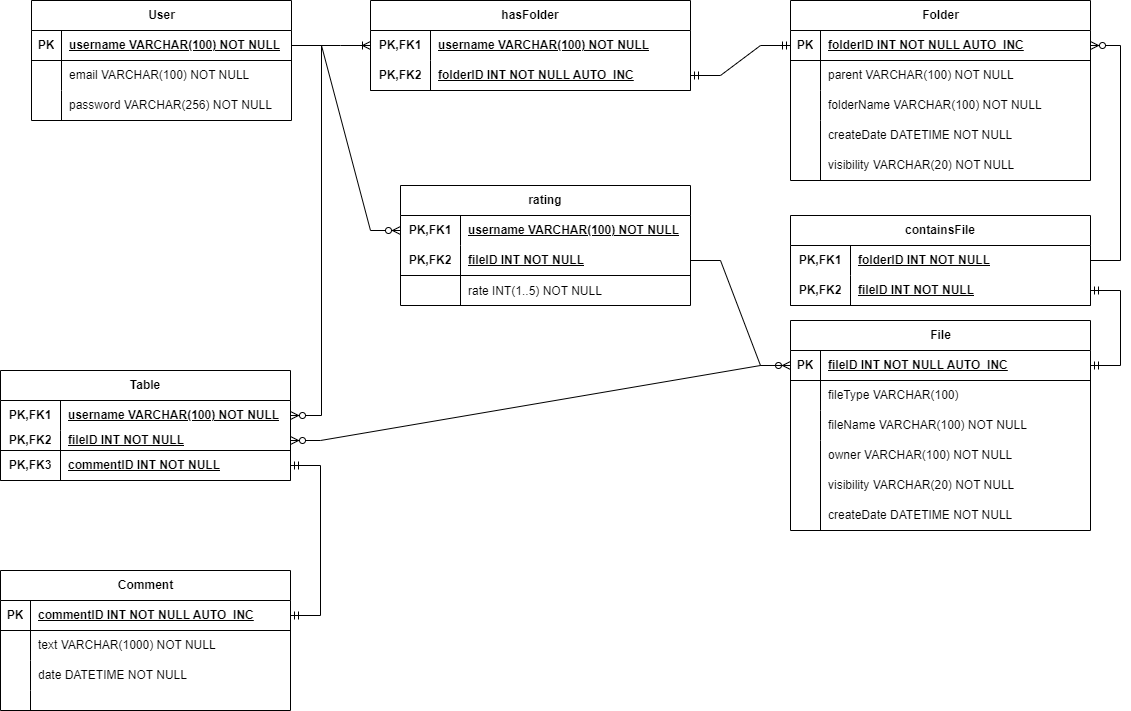 User
PK username VARCHAR(100) NOT NULL
email VARCHAR(100) NOT NULL
password VARCHAR(256) NOT NULL
hasFolder
PK,FK1 username VARCHAR(100) NOT NULL
PK,FK2 folderID INT NOT NULL AUTO_INC
Folder
PK folderID INT NOT NULL AUTO_INC
parent VARCHAR(100) NOT NULL
folderName VARCHAR(100) NOT NULL
createDate DATETIME NOT NULL
visibility VARCHAR(20) NOT NULL
rating
PK,FK1 username VARCHAR(100) NOT NULL
PK,FK2 fileID INT NOT NULL
rate INT(1..5) NOT NULL
containsFile
PK,FK1 folderID INT NOT NULL
PK,FK2 fileID INT NOT NULL
File
PK fileID INT NOT NULL AUTO_INC
fileType VARCHAR(100)
fileName VARCHAR(100) NOT NULL
owner VARCHAR(100) NOT NULL
visibility VARCHAR(20) NOT NULL
createDate DATETIME NOT NULL
Table
PK,FK1 username VARCHAR(100) NOT NULL
PK,FK2 fileID INT NOT NULL
PK,FK3 commentID INT NOT NULL
Comment
PK commentID INT NOT NULL AUTO_INC
text VARCHAR(1000) NOT NULL
date DATETIME NOT NULL